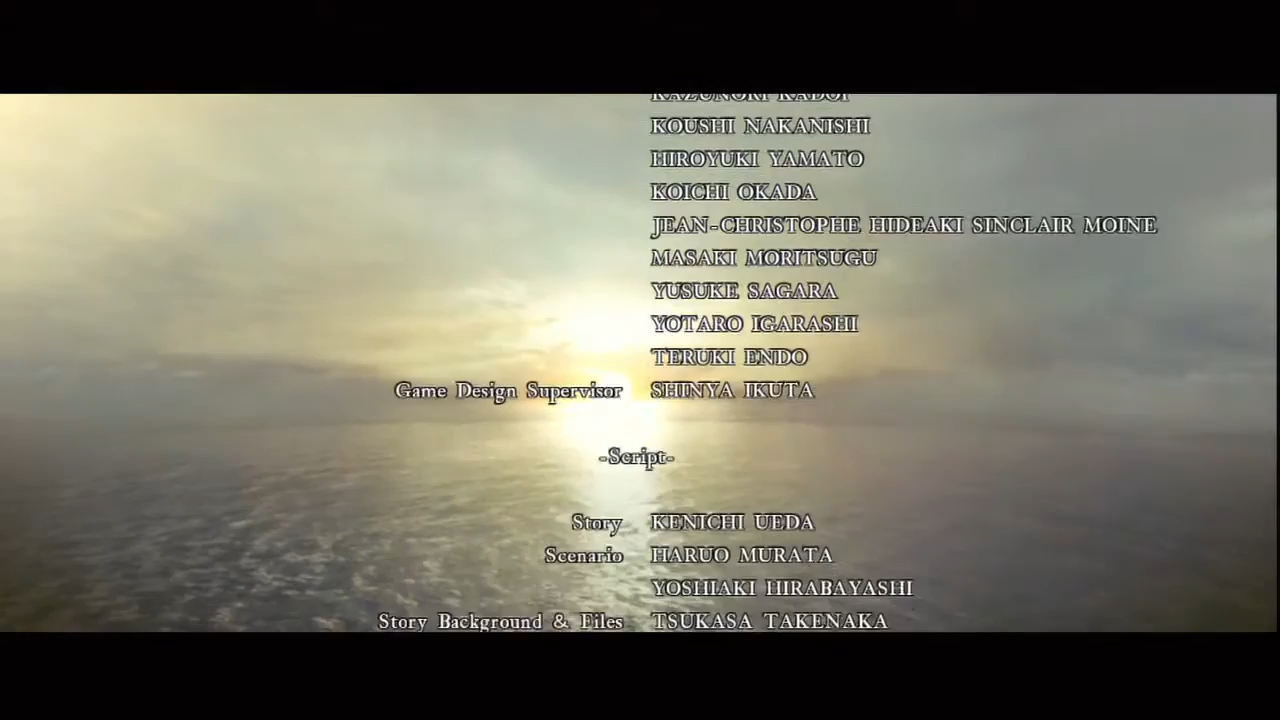 KAZUNORI KADOI
KOUSHI NAKANISHI
HIROYUKI YAMATO
KOICHI OKADA
JEAN-CHRISTOPHE HIDEAKI SINCLAIR MOINE
MASAKI MORITSUGU
YUSUKE SAGARA
YOTARO IGARASHI
TERUKI ENDO
Game Design Supervisor SHINYA IKUTA
-Script-
Story KENICHI UEDA
Scenario HARUO MURATA
YOSHIAKI HIRABAYASHI
Story Background & Files TSUKASA TAKENAKA